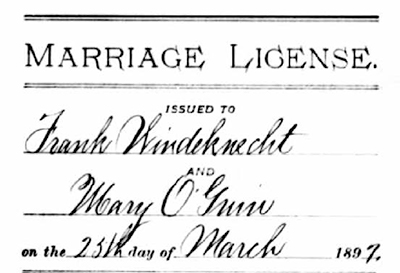 MARRIAGE LICENSE.
ISSUED TO
Frank Windeknecht
AND
Mary O'Guin
on the 25th day of March 1897.